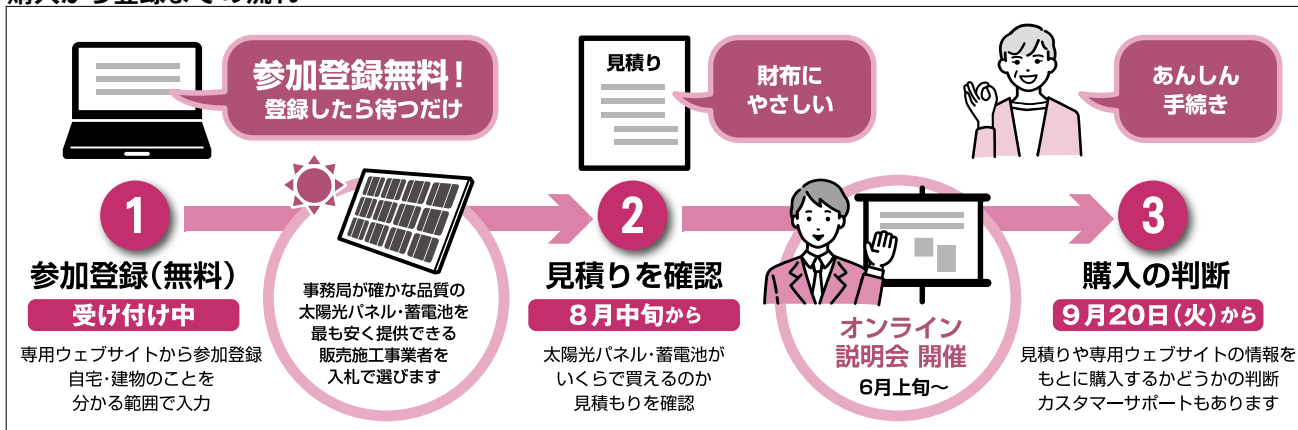 参加登録無料！
登録したら待つだけ
見積り
財布に
やさしい
あんしん
手続き
1
参加登録(無料)
受け付け中
専用ウェブサイトから参加登録
自宅・建物のことを
分かる範囲で入力
事務局が確かな品質の
太陽光パネル・蓄電池を
最も安く提供できる
販売施工事業者を
入札で選びます
2
見積りを確認
8月中旬から
太陽光パネル・蓄電池が
いくらで買えるのか
見積もりを確認
オンライン
説明会 開催
6月上旬～
3
購入の判断
9月20日(火)から
見積りや専用ウェブサイトの情報を
もとに購入するかどうかの判断
カスタマーサポートもあります